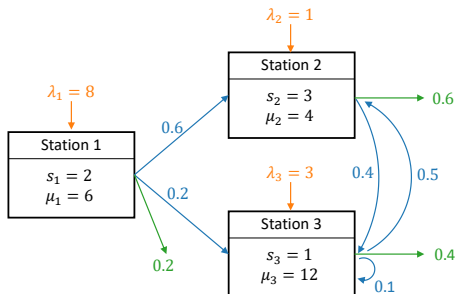 λ₂ = 1
Station 2
s₂ = 3
μ₂ = 4
0.6
λ₁ = 8
Station 1
s₁ = 2
μ₁ = 6
0.6
0.2
0.2
0.4
0.5
λ₃ = 3
Station 3
s₃ = 1
μ₃ = 12
0.4
0.1